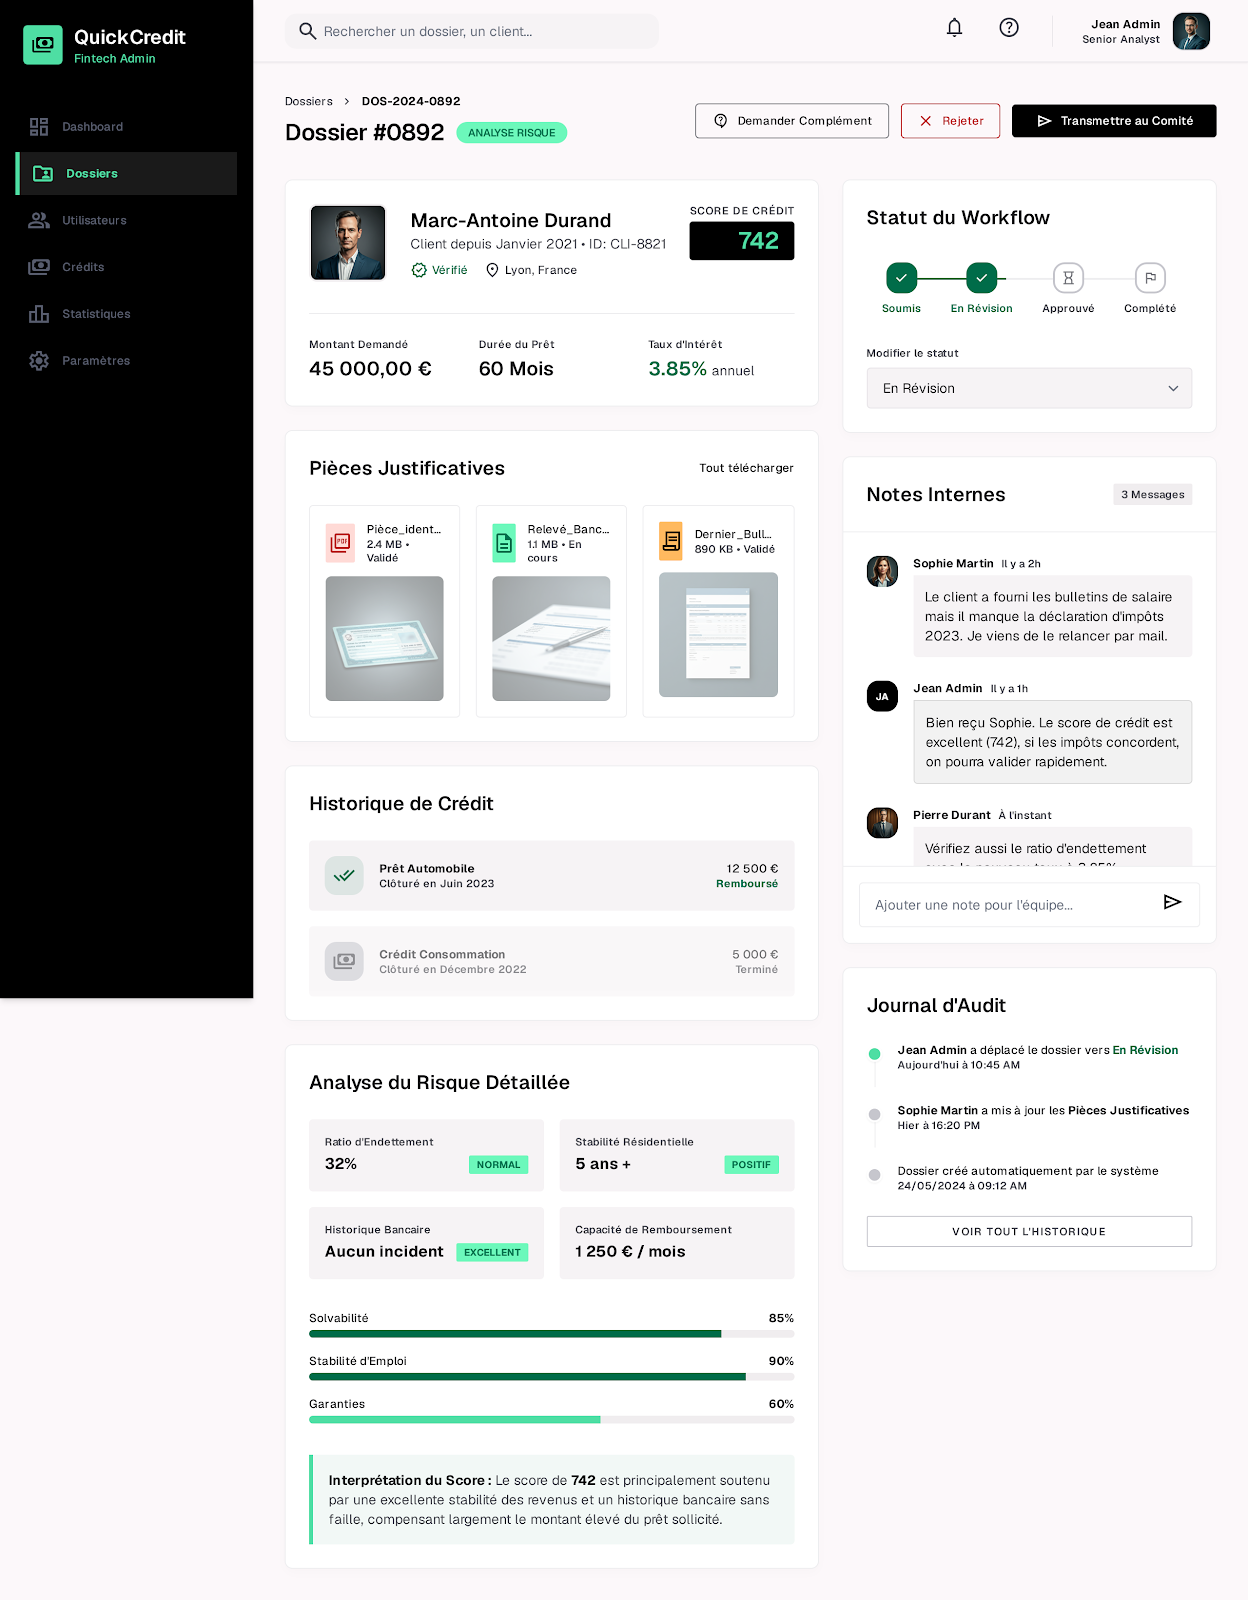 QuickCredit
Fintech Admin
Dashboard
Dossiers
Utilisateurs
Crédits
Statistiques
Paramètres
Rechercher un dossier, un client...
Jean Admin
Senior Analyst
Dossiers > DOS-2024-0892
Dossier #0892
ANALYSE RISQUE
Demander Complément
Rejeter
Transmettre au Comité
Marc-Antoine Durand
Client depuis Janvier 2021 • ID: CLI-8821
Vérifié
Lyon, France
SCORE DE CRÉDIT
742
Montant Demandé
45 000,00 €
Durée du Prêt
60 Mois
Taux d'Intérêt
3.85% annuel
Pièces Justificatives
Tout télécharger
PDF
Pièce_ident...
2.4 MB •
Validé
Relevé_Banc...
1.1 MB • En
cours
Dernier_Bull...
890 KB • Validé
Historique de Crédit
Prêt Automobile
Clôturé en Juin 2023
12 500 €
Remboursé
Crédit Consommation
Clôturé en Décembre 2022
5 000 €
Terminé
Analyse du Risque Détaillée
Ratio d'Endettement
32%
NORMAL
Stabilité Résidentielle
5 ans +
POSITIF
Historique Bancaire
Aucun incident
EXCELLENT
Capacité de Remboursement
1 250 € / mois
Solvabilité
85%
Stabilité d'Emploi
90%
Garanties
60%
Interprétation du Score : Le score de 742 est principalement soutenu
par une excellente stabilité des revenus et un historique bancaire sans
faille, compensant largement le montant élevé du prêt sollicité.
Statut du Workflow
Soumis
En Révision
Approuvé
Complété
Modifier le statut
En Révision
Notes Internes
3 Messages
Sophie Martin Il y a 2h
Le client a fourni les bulletins de salaire
mais il manque la déclaration d'impôts
2023. Je viens de le relancer par mail.
JA
Jean Admin Il y a 1h
Bien reçu Sophie. Le score de crédit est
excellent (742), si les impôts concordent,
on pourra valider rapidement.
Pierre Durant À l'instant
Vérifiez aussi le ratio d'endettement
Ajouter une note pour l'équipe...
Journal d'Audit
Jean Admin a déplacé le dossier vers En Révision
Aujourd'hui à 10:45 AM
Sophie Martin a mis à jour les Pièces Justificatives
Hier à 16:20 PM
Dossier créé automatiquement par le système
24/05/2024 à 09:12 AM
VOIR TOUT L'HISTORIQUE